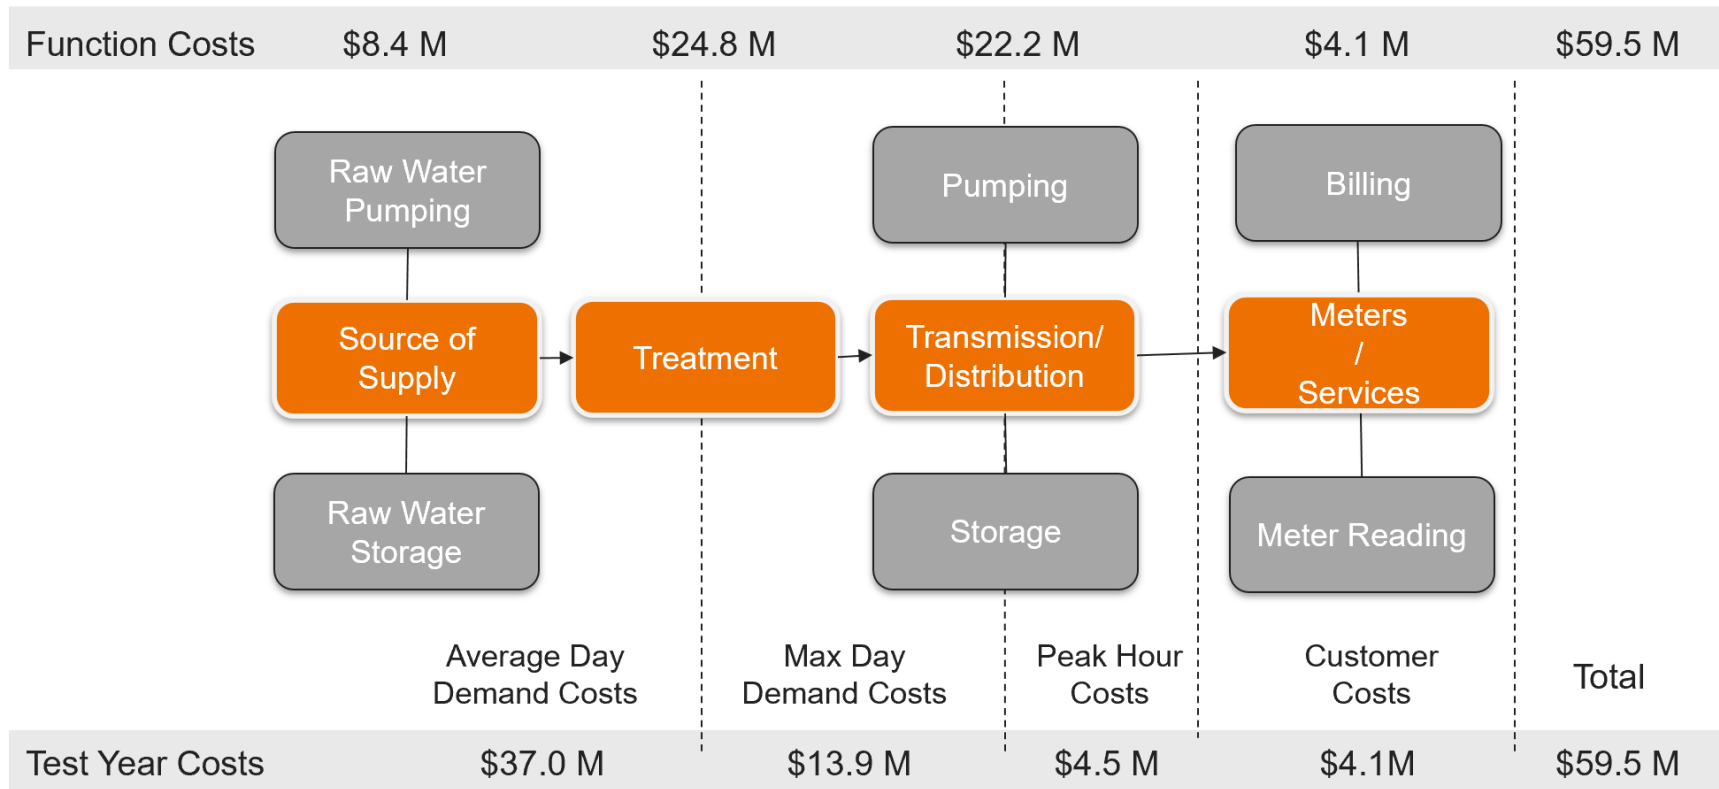 Function Costs $8.4 M $24.8 M $22.2 M $4.1 M $59.5 M
Raw Water
Pumping
Pumping
Billing
Source of
Supply
Treatment
Transmission/
Distribution
Meters
/
Services
Raw Water
Storage
Storage
Meter Reading
Average Day
Demand Costs
Max Day
Demand Costs
Peak Hour
Costs
Customer
Costs
Total
Test Year Costs $37.0 M $13.9 M $4.5 M $4.1M $59.5 M